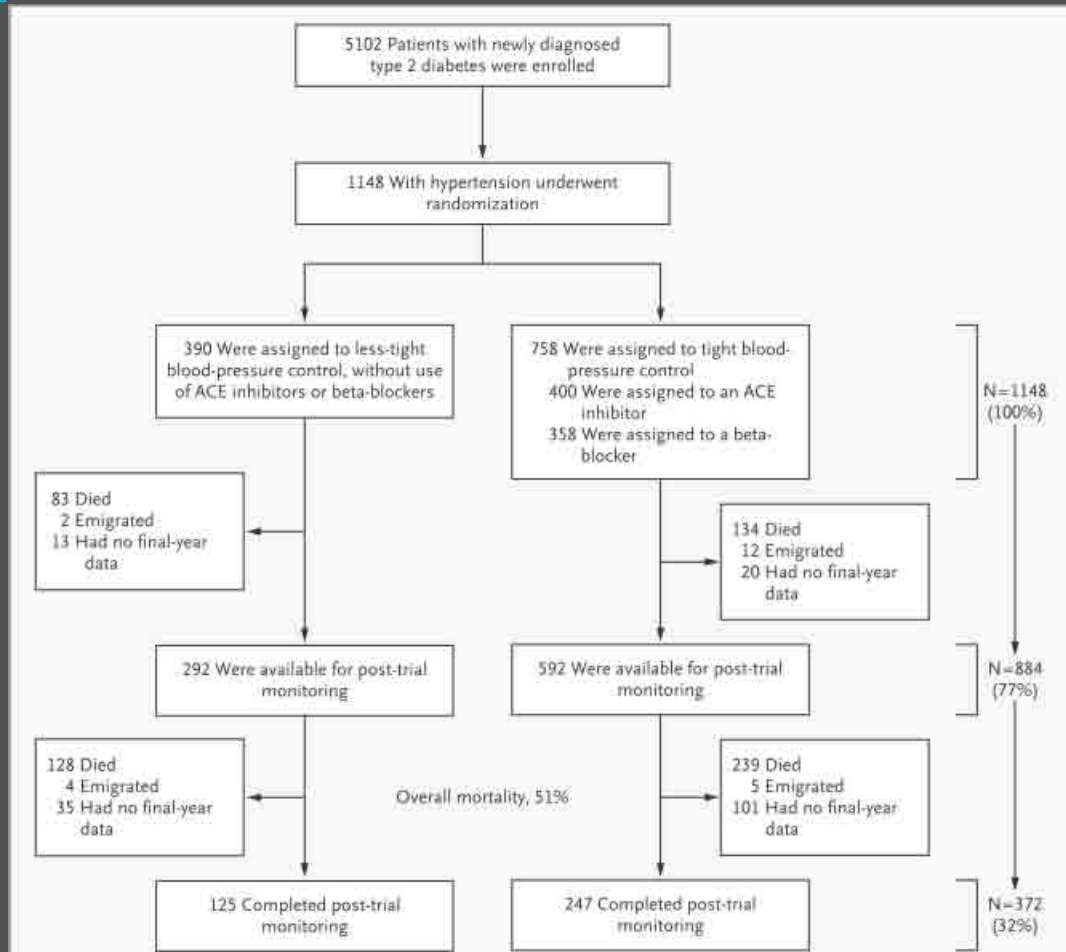 5102 Patients with newly diagnosed
type 2 diabetes were enrolled
1148 With hypertension underwent
randomization
390 Were assigned to less-tight
blood-pressure control, without use
of ACE inhibitors or beta-blockers
758 Were assigned to tight blood-
pressure control
400 Were assigned to an ACE
inhibitor
358 Were assigned to a beta-
blocker
N=1148
(100%)
83 Died
2 Emigrated
13 Had no final-year
data
134 Died
12 Emigrated
20 Had no final-year
data
292 Were available for post-trial
monitoring
592 Were available for post-trial
monitoring
N=884
(77%)
128 Died
4 Emigrated
35 Had no final-year
data
Overall mortality, 51%
239 Died
5 Emigrated
101 Had no final-year
data
125 Completed post-trial
monitoring
247 Completed post-trial
monitoring
N=372
(32%)